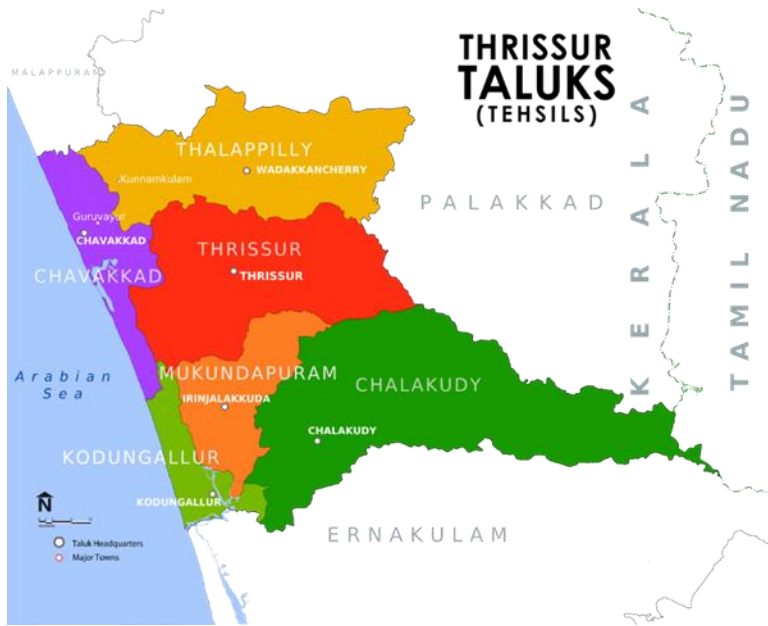 THRISSUR
TALUKS
(TEHSILS)
MALAPPURAM
THALAPPILLY
WADAKKANCHERRY
Kunnamkulam
PALAKKAD
KERALA
TAMIL NADU
Guruvayur
CHAVAKKAD
CHAVAKKAD
THRISSUR
THRISSUR
Arabian
Sea
MUKUNDAPURAM
IRINJALAKKUDA
CHALAKUDY
CHALAKUDY
KODUNGALLUR
KODUNGALLUR
ERNAKULAM
N
Taluk Headquarters
Major Towns